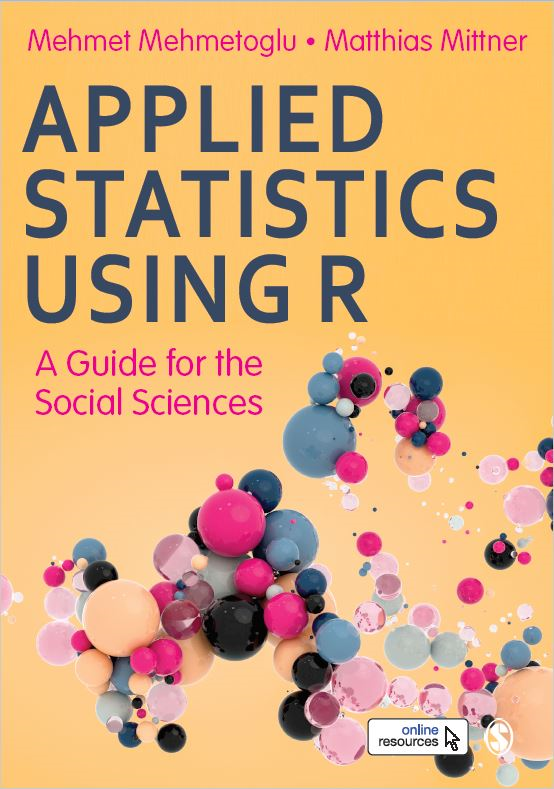 Mehmet Mehmetoglu • Matthias Mittner
APPLIED
STATISTICS
USING R
A Guide for the
Social Sciences
online
resources
S